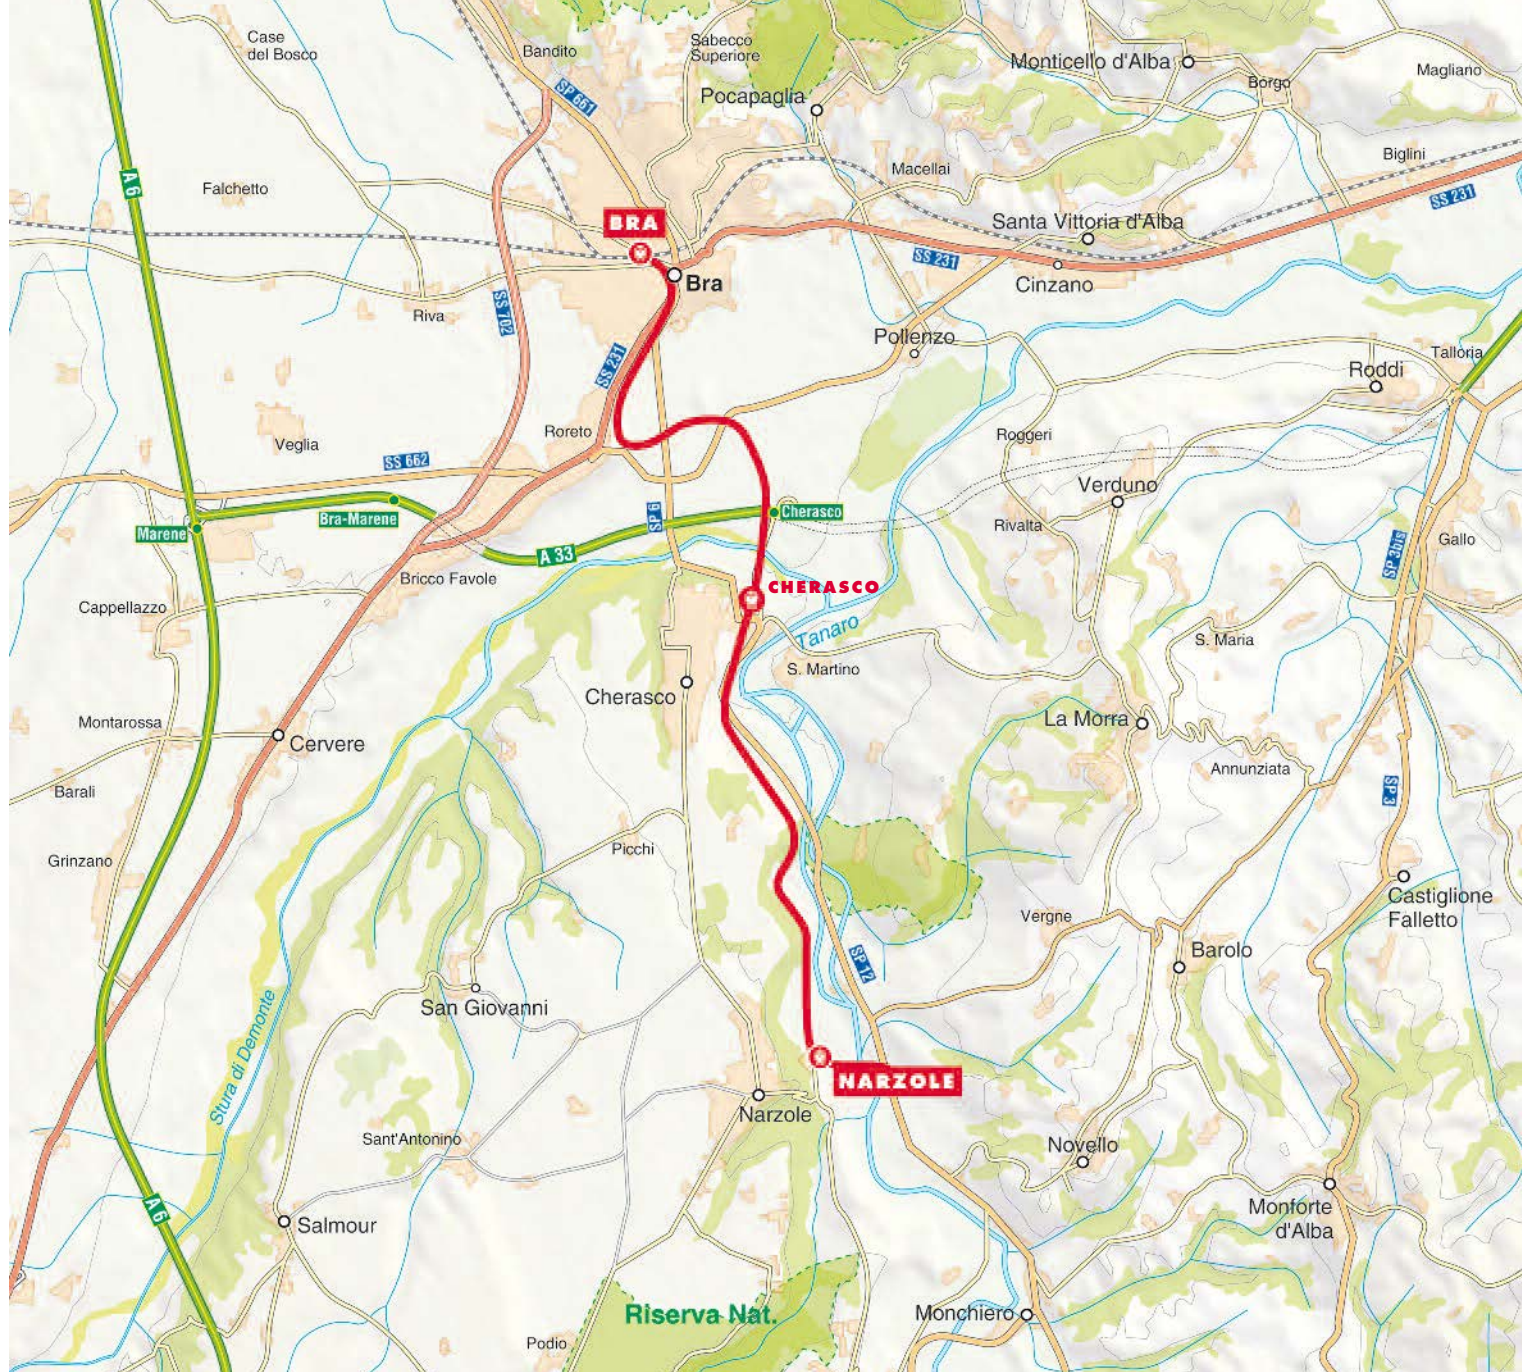 Case
del Bosco
Bandito
Sabecco
Superiore
Monticello d'Alba
Magliano
Borgo
SP 661
Pocapaglia
Biglini
A 6
Falchetto
Macellai
SS 231
BRA
Santa Vittoria d'Alba
SS 231
Bra
Cinzano
SS 702
Riva
Pollenzo
Talloria
SS 231
Roddi
Roreto
Roggeri
Veglia
SS 662
Verduno
Marene
Bra-Marene
SP 6
Cherasco
Rivalta
A 33
SP 3bis
Gallo
Bricco Favole
CHERASCO
Cappellazzo
Tanaro
S. Maria
S. Martino
Cherasco
Montarossa
La Morra
Cervere
Annunziata
Barali
SP 3
Picchi
Grinzano
Castiglione
Falletto
Vergne
SP 12
Barolo
San Giovanni
Stura di Demonte
NARZOLE
Narzole
Sant'Antonino
Novello
A 6
Salmour
Monforte
d'Alba
Riserva Nat.
Monchiero
Podio